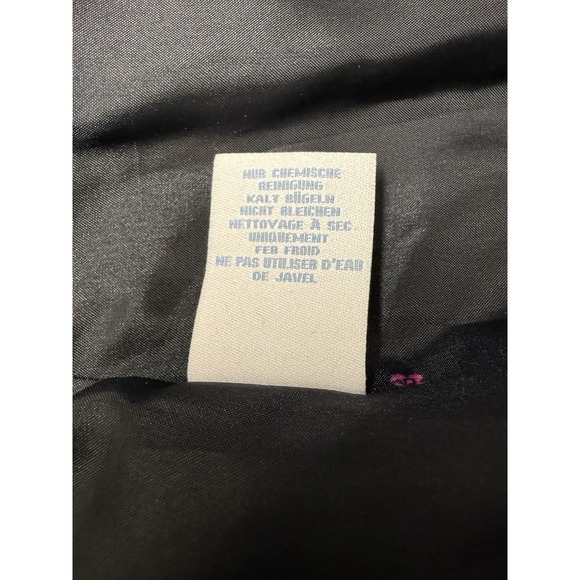 NUR CHEMISCHE
REINIGUNG
KALT BÜGELN
NICHT BLEICHEN
NETTOYAGE À SEC
UNIQUEMENT
FER FROID
NE PAS UTILISER D'EAU
DE JAVEL